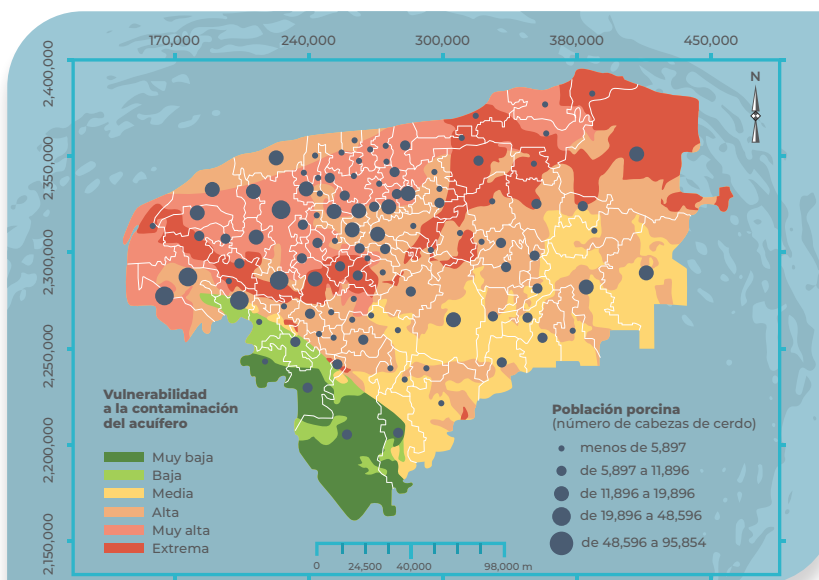 170,000 240,000 300,000 380,000 450,000
2,400,000
2,350,000
2,300,000
2,250,000
2,200,000
2,150,000
N
Vulnerabilidad
a la contaminación
del acuífero
Muy baja
Baja
Media
Alta
Muy alta
Extrema
0 24,500 40,000 98,000 m
Población porcina
(número de cabezas de cerdo)
menos de 5,897
de 5,897 a 11,896
de 11,896 a 19,896
de 19,896 a 48,596
de 48,596 a 95,854